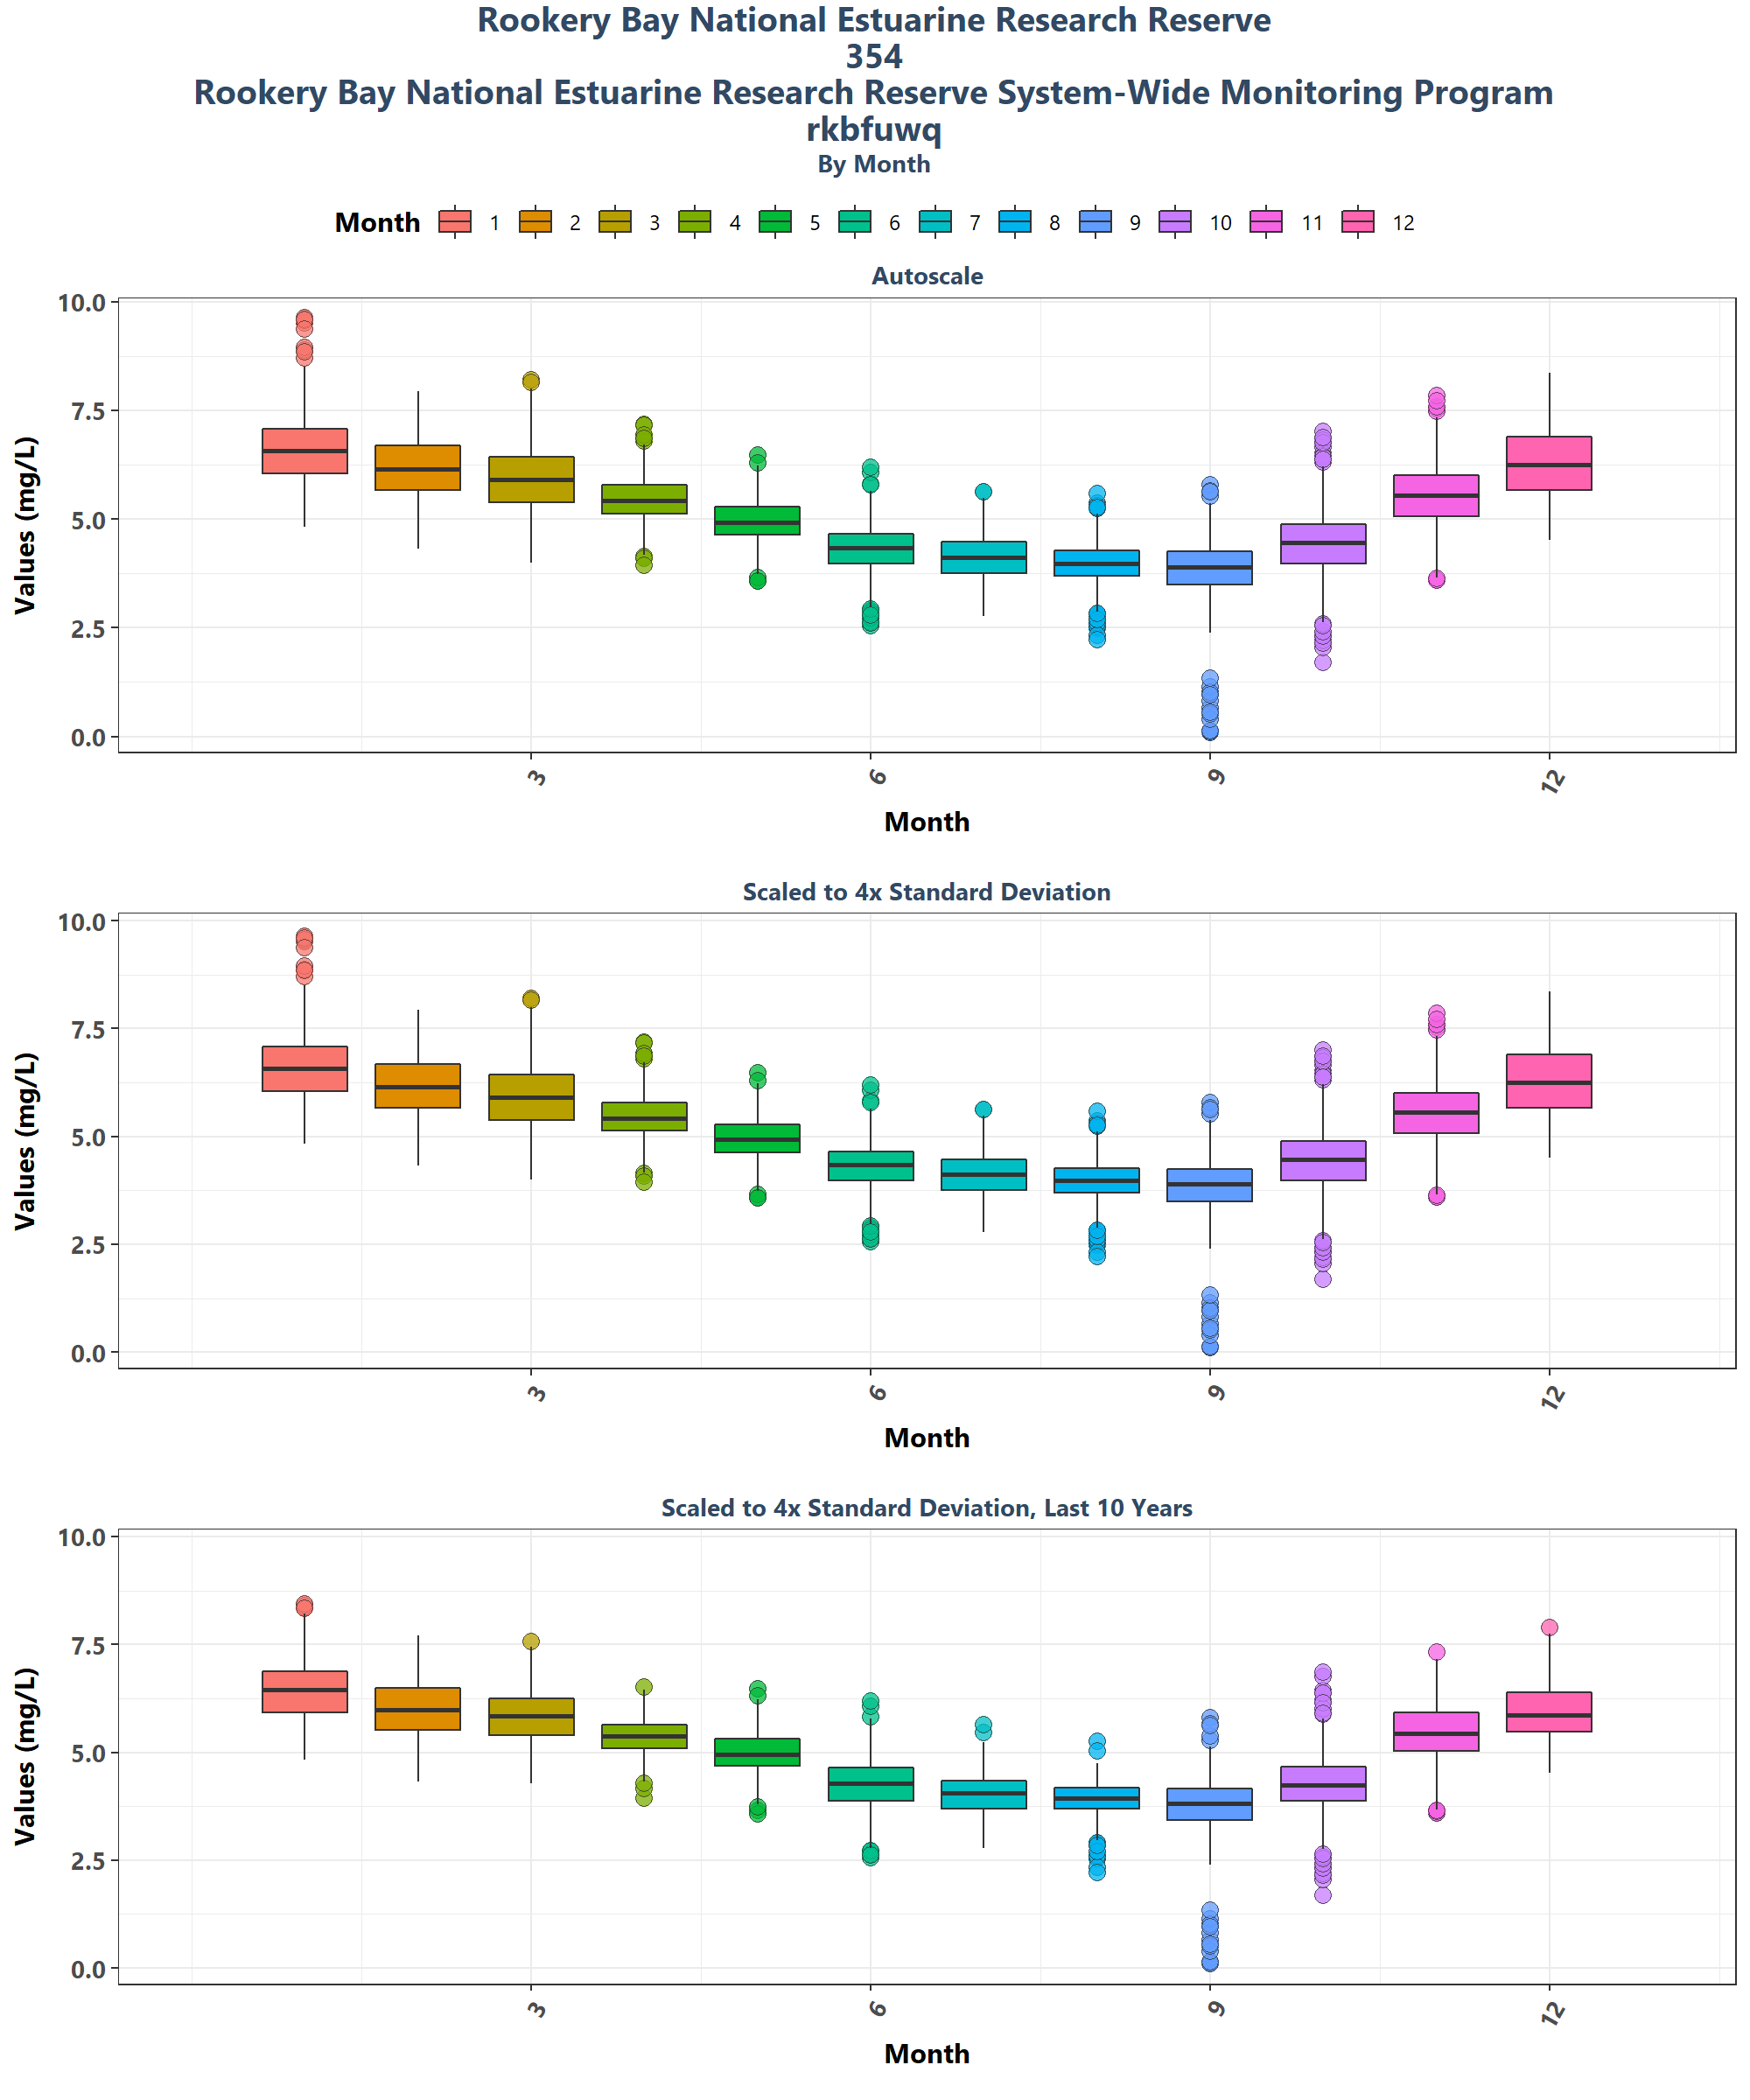 Rookery Bay National Estuarine Research Reserve
354
Rookery Bay National Estuarine Research Reserve System-Wide Monitoring Program
rkbfuwq
By Month
Month 1 2 3 4 5 6 7 8 9 10 11 12
Autoscale
Values (mg/L)
10.0
7.5
5.0
2.5
0.0
3 6 9 12
Month
Scaled to 4x Standard Deviation
Values (mg/L)
10.0
7.5
5.0
2.5
0.0
3 6 9 12
Month
Scaled to 4x Standard Deviation, Last 10 Years
Values (mg/L)
10.0
7.5
5.0
2.5
0.0
3 6 9 12
Month